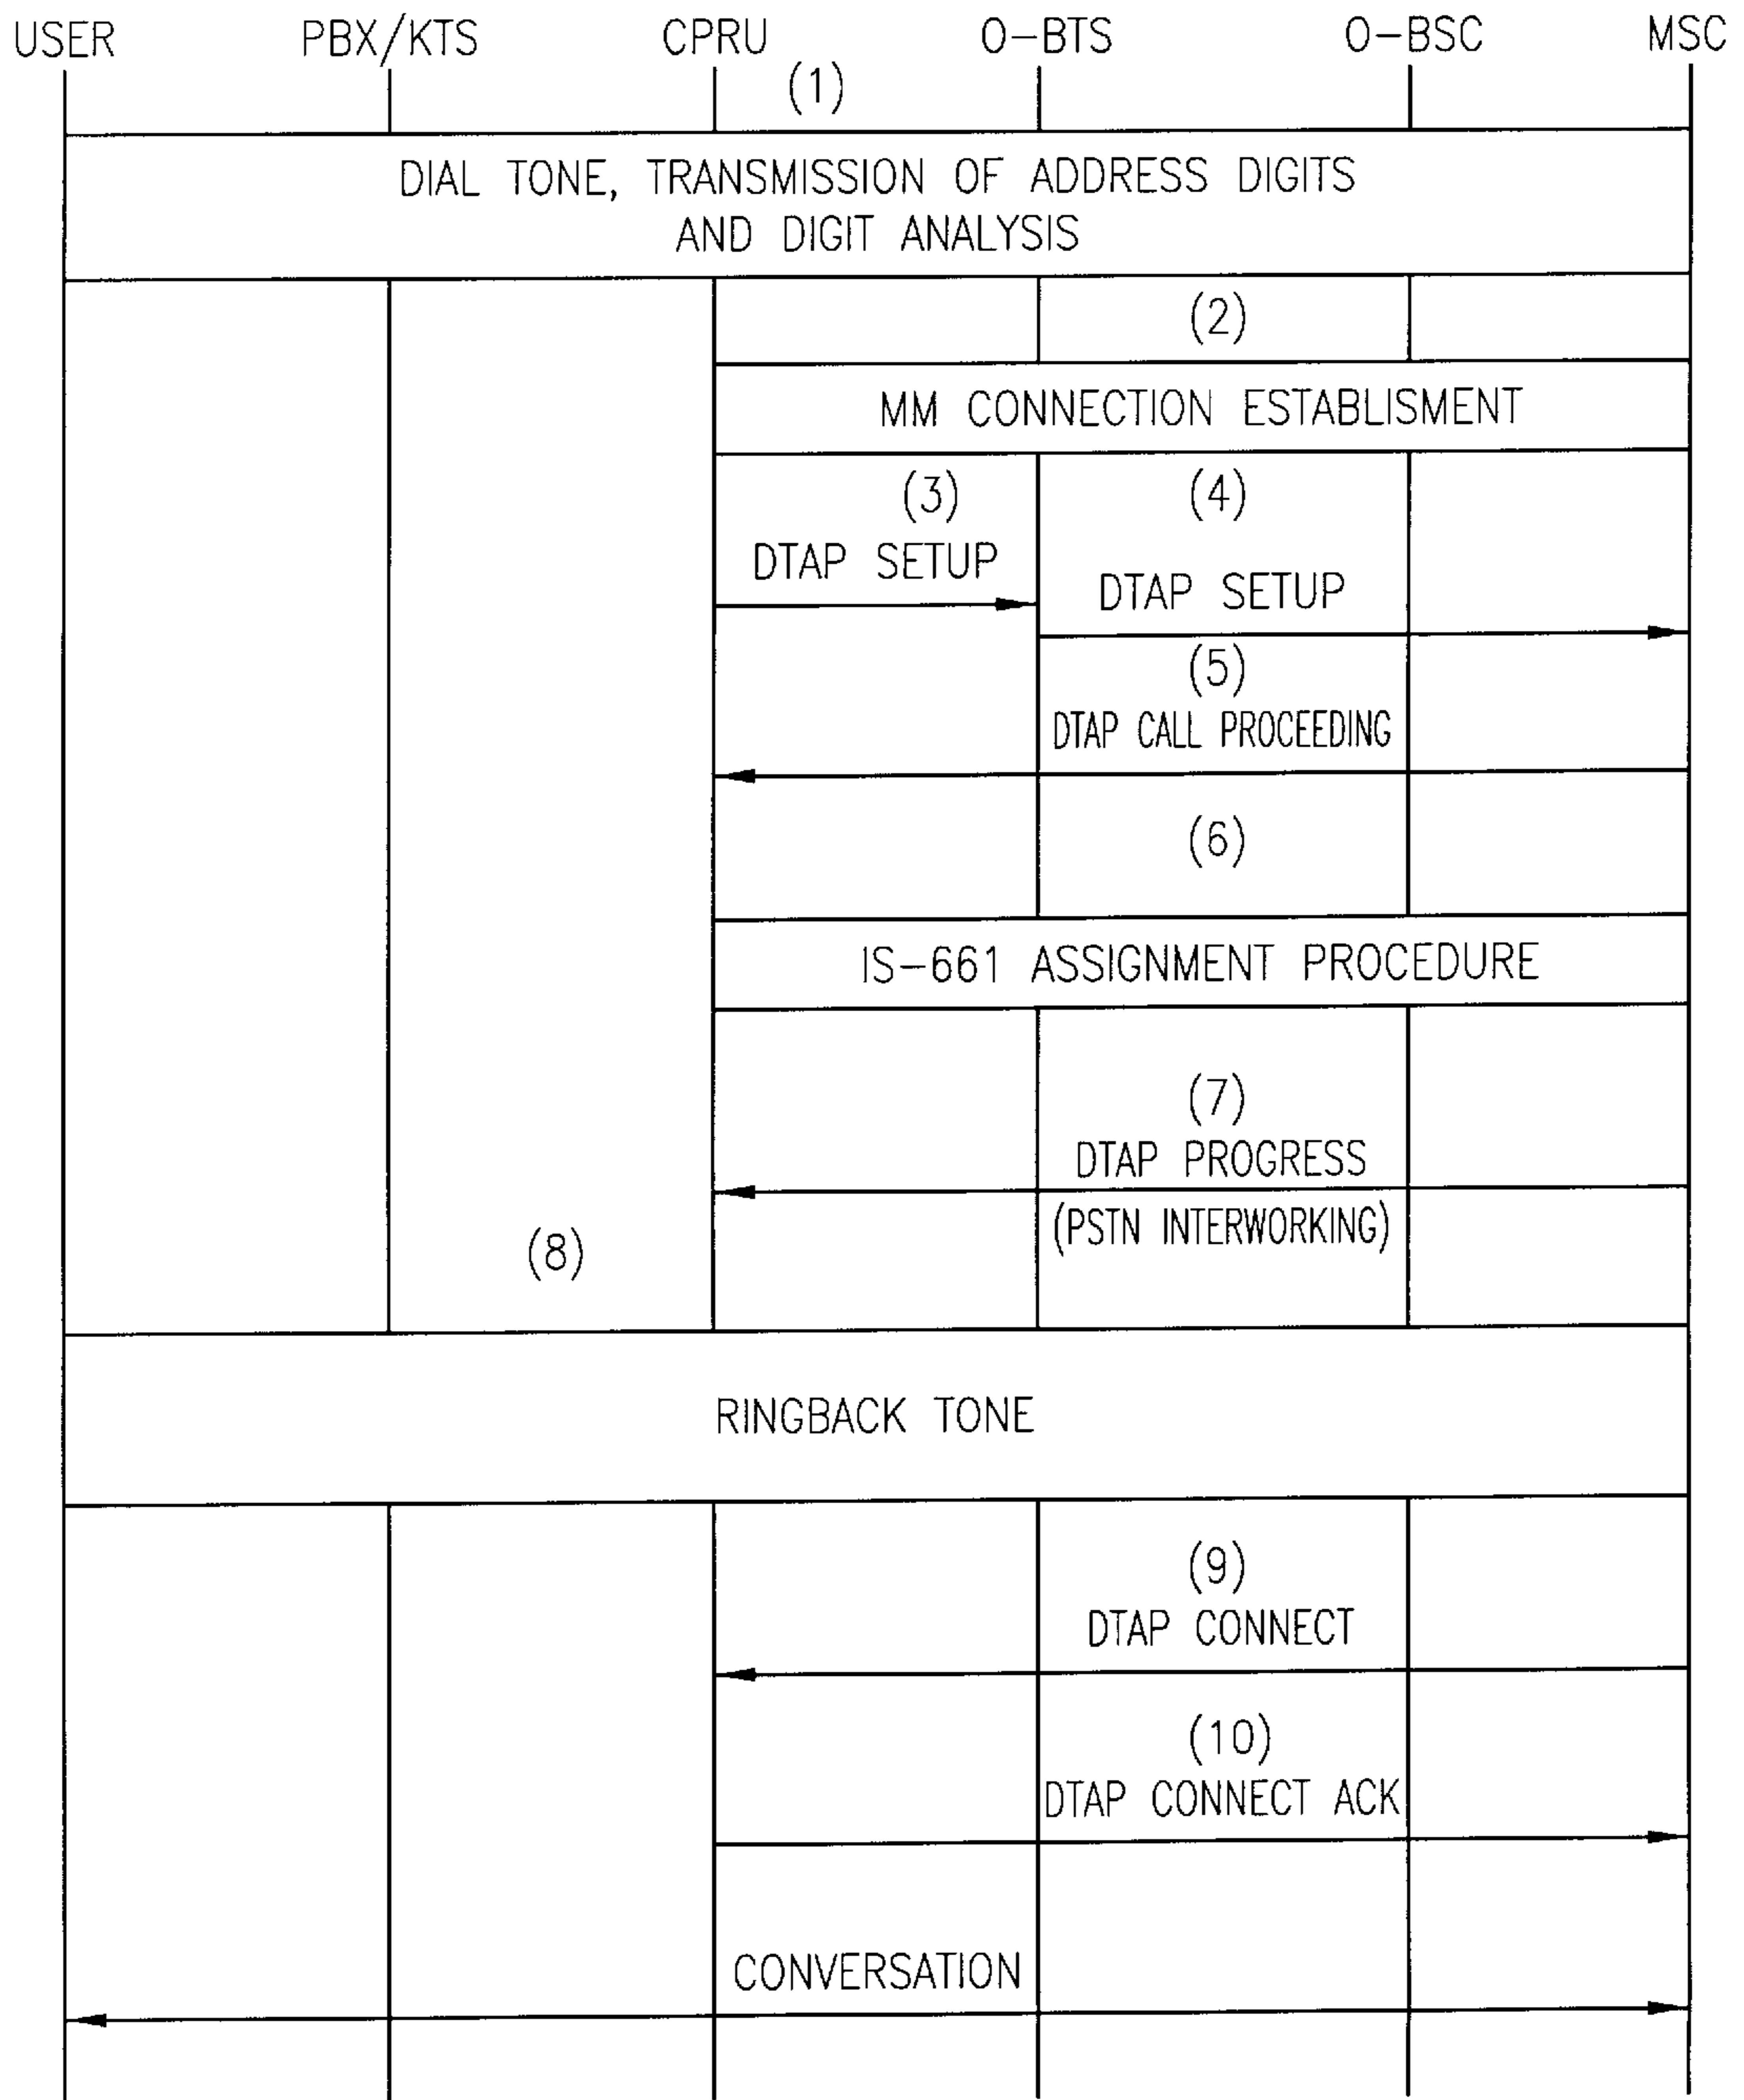 USER PBX/KTS CPRU O-BTS O-BSC MSC
(1)
DIAL TONE, TRANSMISSION OF ADDRESS DIGITS
AND DIGIT ANALYSIS
(2)
MM CONNECTION ESTABLISMENT
(3) (4)
DTAP SETUP
DTAP SETUP
(5)
DTAP CALL PROCEEDING
(6)
IS-661 ASSIGNMENT PROCEDURE
(7)
DTAP PROGRESS
(PSTN INTERWORKING)
(8)
RINGBACK TONE
(9)
DTAP CONNECT
(10)
DTAP CONNECT ACK
CONVERSATION